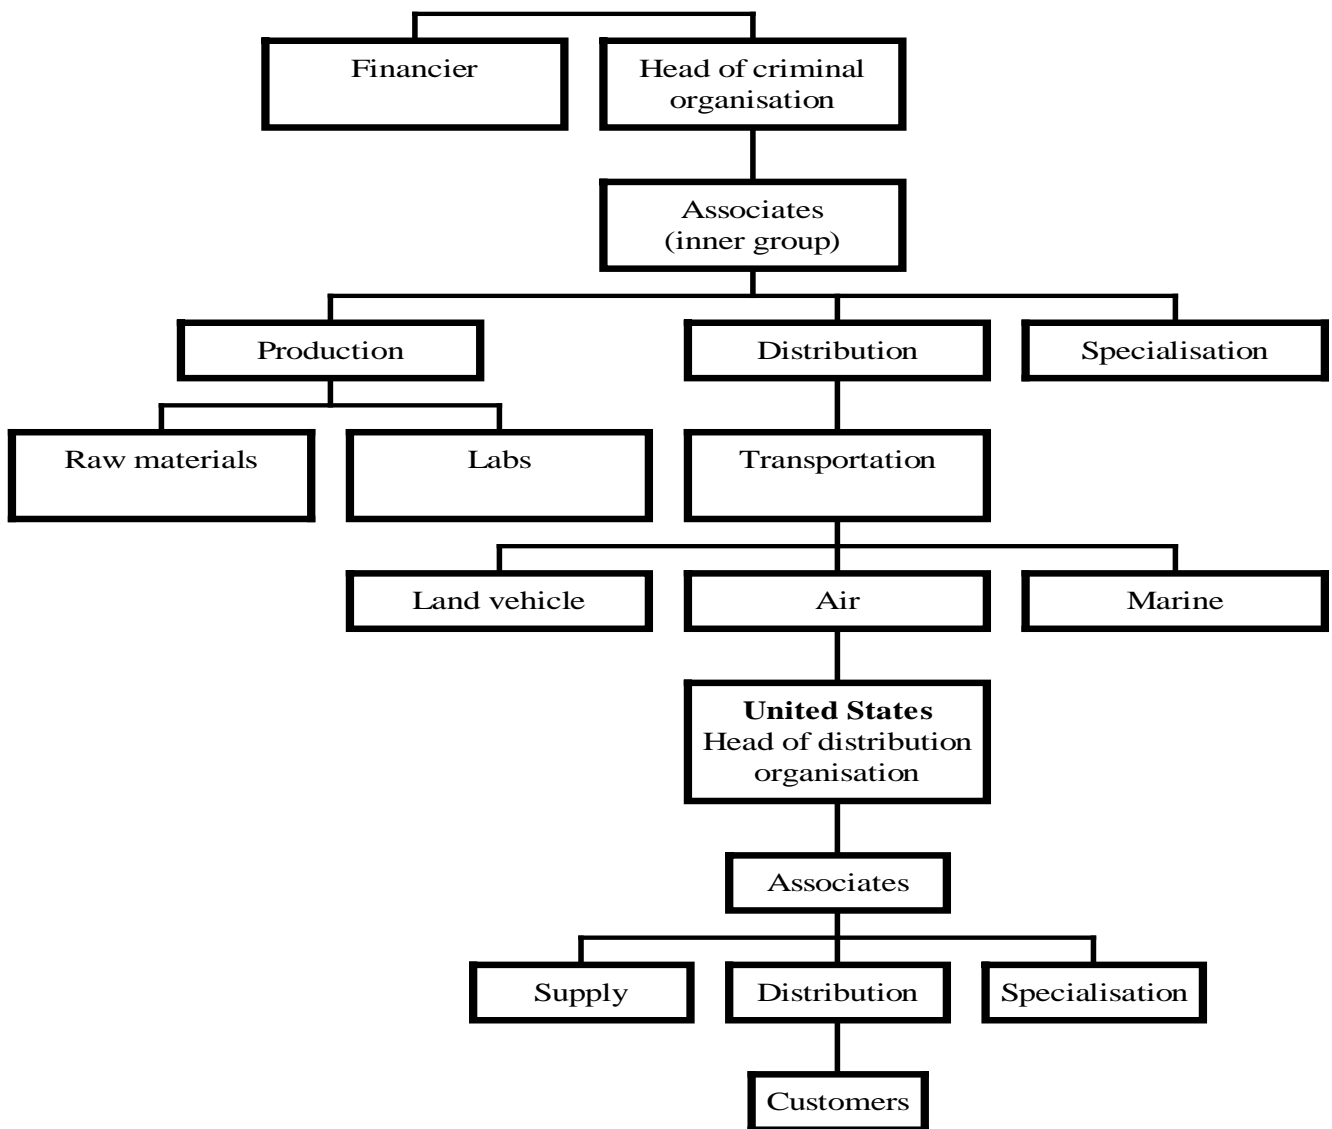 Financier
Head of criminal
organisation
Associates
(inner group)
Production
Distribution
Specialisation
Raw materials
Labs
Transportation
Land vehicle
Air
Marine
United States
Head of distribution
organisation
Associates
Supply
Distribution
Specialisation
Customers